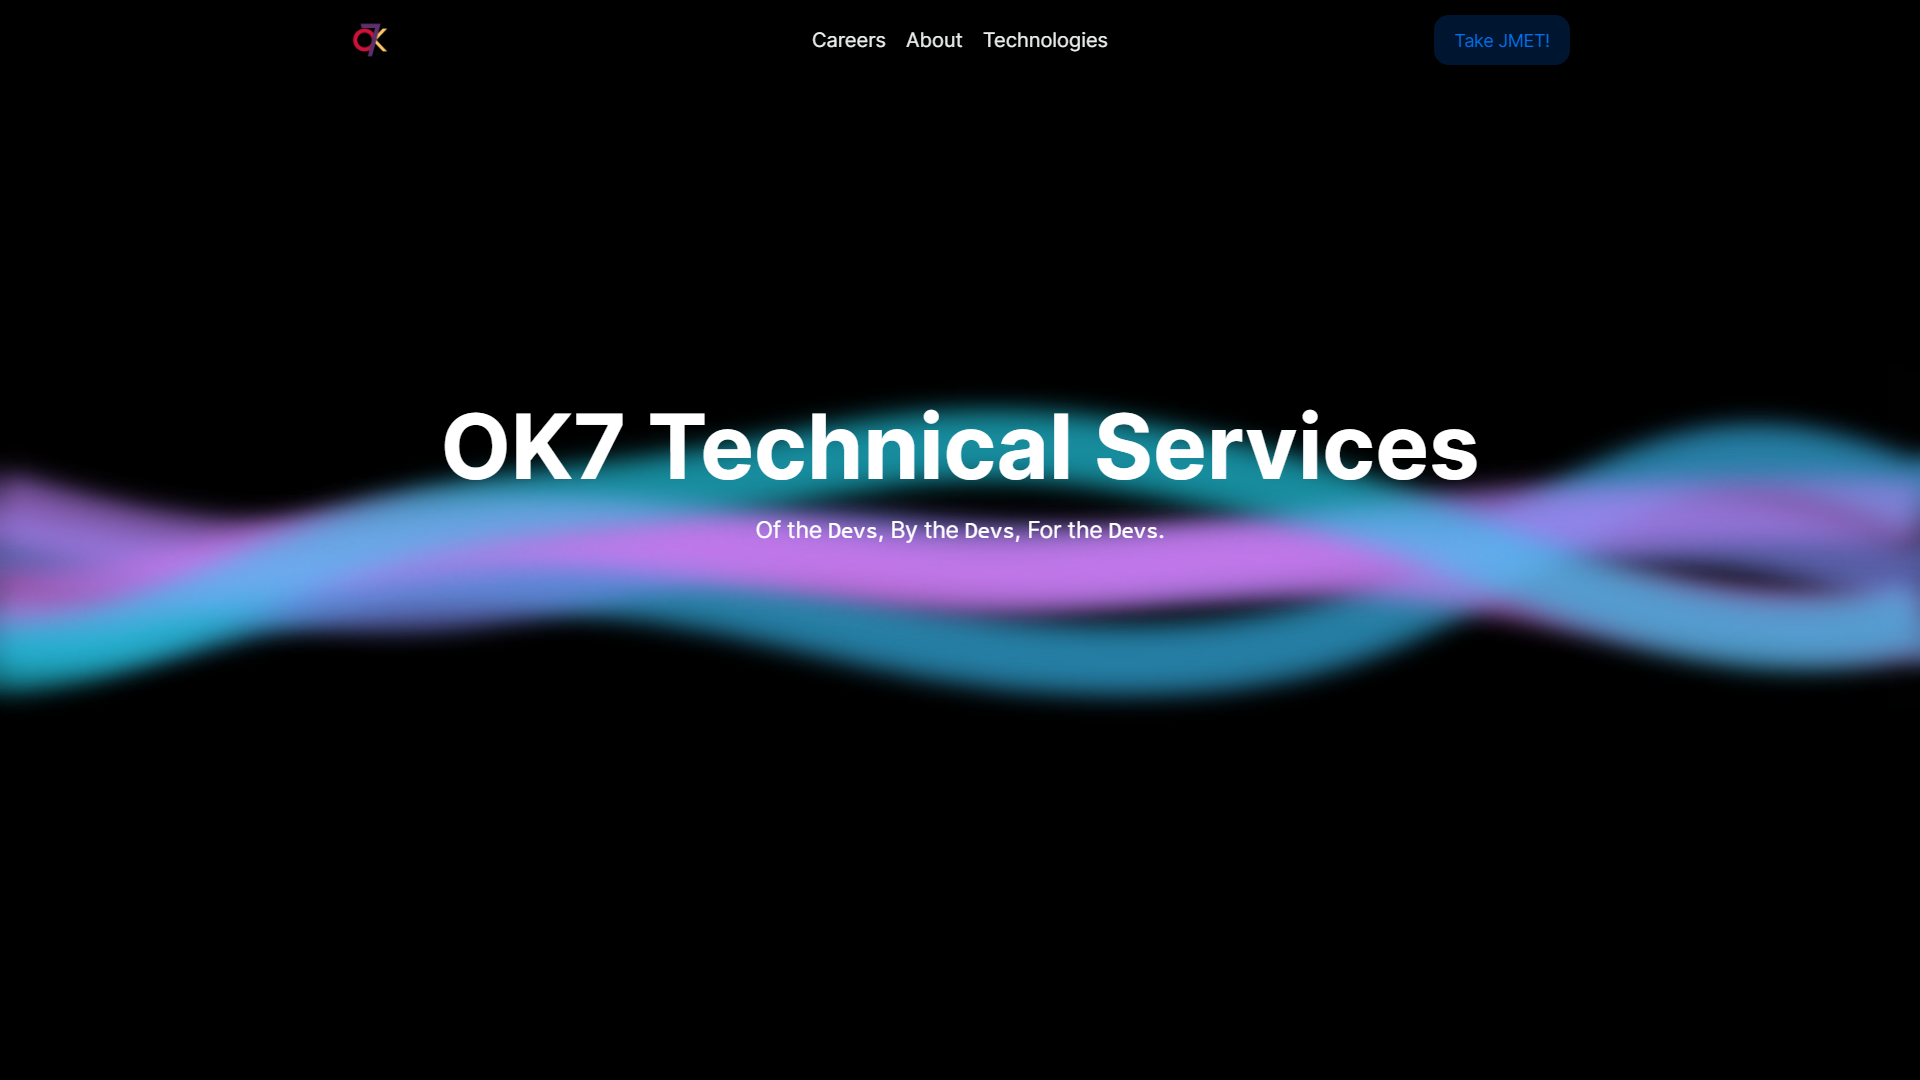 OK7
Careers About Technologies
Take JMET!
OK7 Technical Services
Of the Devs, By the Devs, For the Devs.